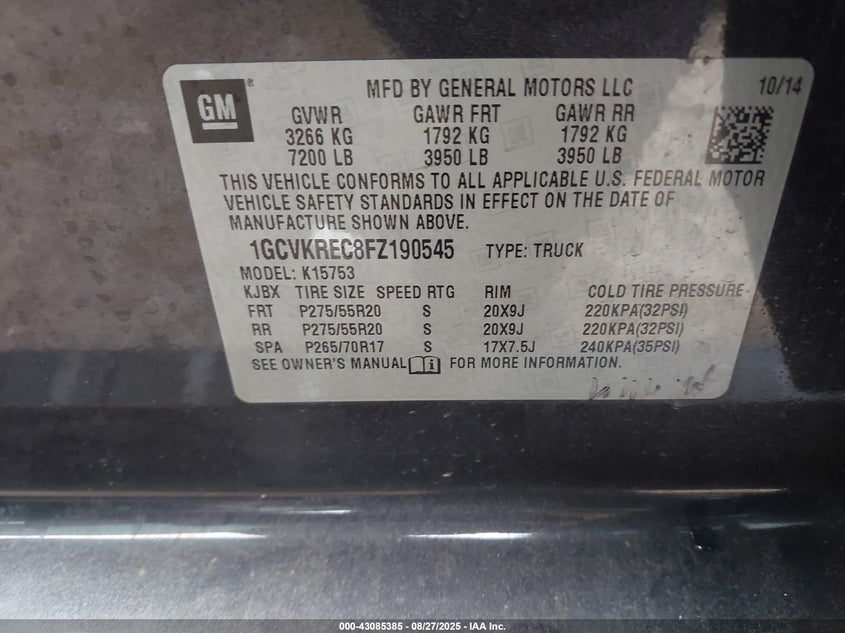 GM ®
MFD BY GENERAL MOTORS LLC 10/14
GVWR GAWR FRT GAWR RR
3266 KG 1792 KG 1792 KG
7200 LB 3950 LB 3950 LB
THIS VEHICLE CONFORMS TO ALL APPLICABLE U.S. FEDERAL MOTOR
VEHICLE SAFETY STANDARDS IN EFFECT ON THE DATE OF
MANUFACTURE SHOWN ABOVE.
1GCVKREC8FZ190545 TYPE: TRUCK
MODEL: K15753
KJBX TIRE SIZE SPEED RTG RIM COLD TIRE PRESSURE
FRT P275/55R20 S 20X9J 220KPA(32PSI)
RR P275/55R20 S 20X9J 220KPA(32PSI)
SPA P265/70R17 S 17X7.5J 240KPA(35PSI)
SEE OWNER'S MANUAL i FOR MORE INFORMATION.
000-43085385 - 08/27/2025 - IAA Inc.